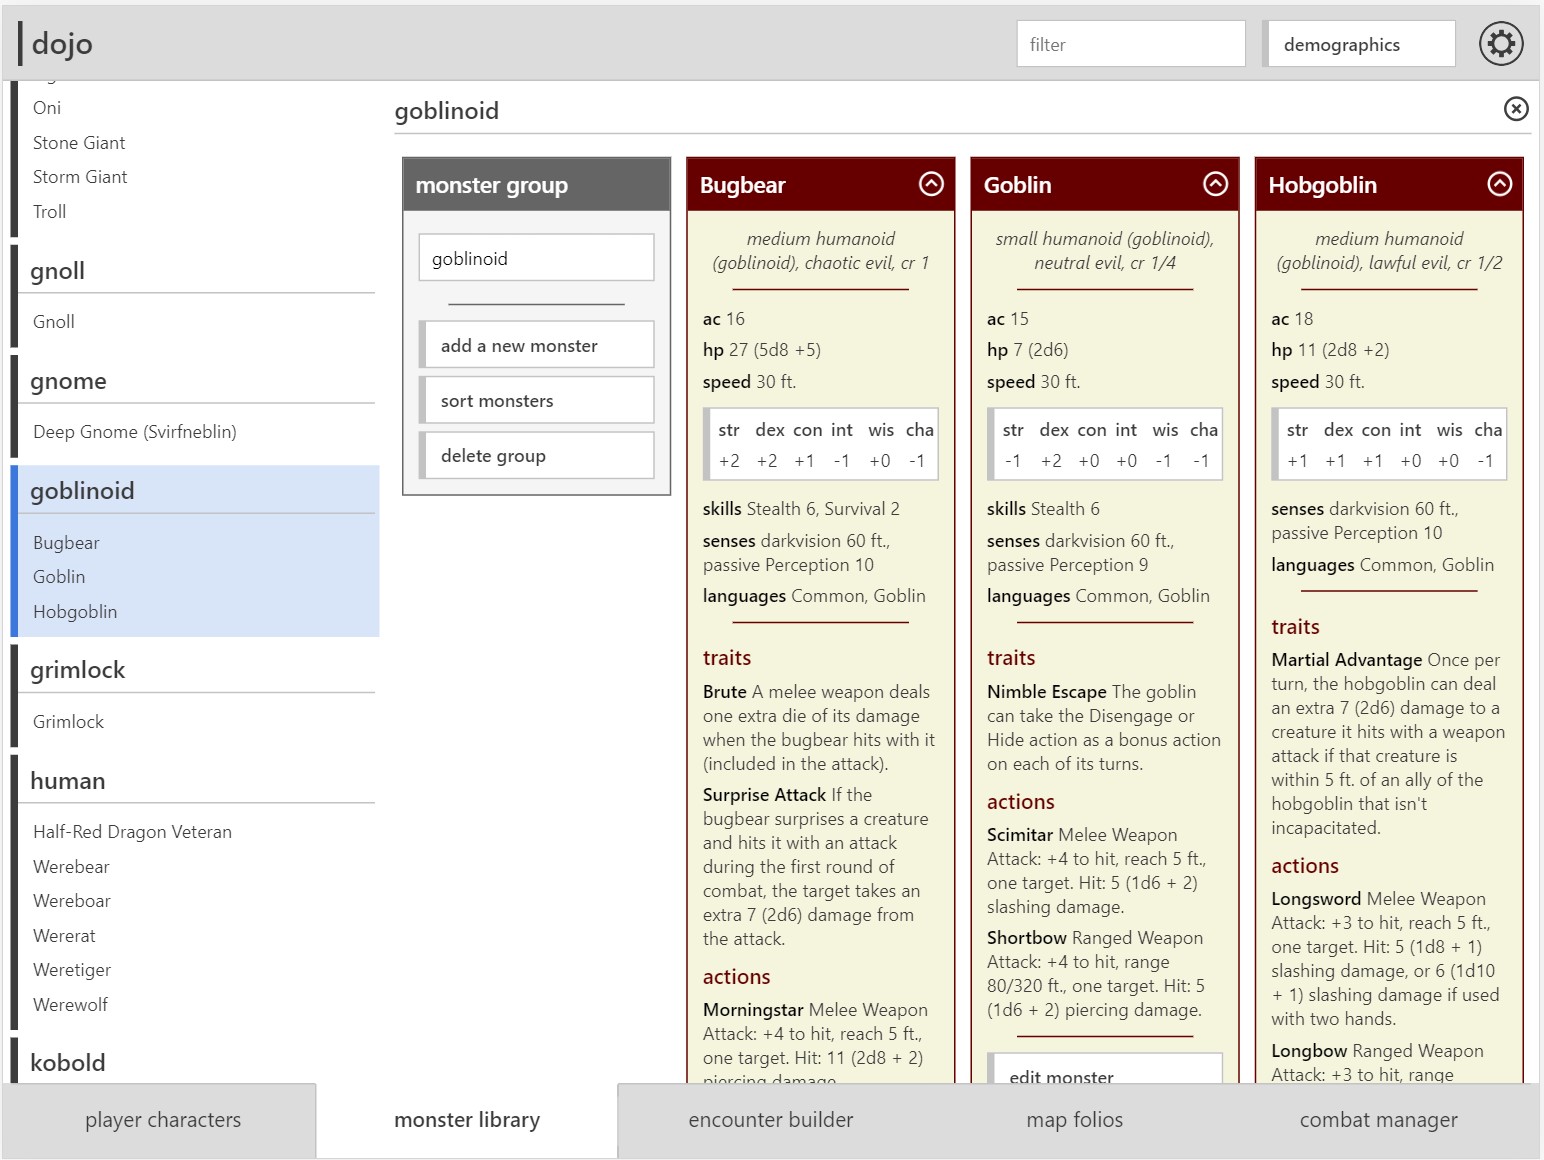 dojo
filter
demographics
Oni
Stone Giant
Storm Giant
Troll
gnoll
Gnoll
gnome
Deep Gnome (Svirfneblin)
goblinoid
Bugbear
Goblin
Hobgoblin
grimlock
Grimlock
human
Half-Red Dragon Veteran
Werebear
Wereboar
Wererat
Weretiger
Werewolf
kobold
goblinoid
monster group
goblinoid
add a new monster
sort monsters
delete group
Bugbear
medium humanoid
(goblinoid), chaotic evil, cr 1
ac 16
hp 27 (5d8 +5)
speed 30 ft.
str dex con int wis cha
+2 +2 +1 -1 +0 -1
skills Stealth 6, Survival 2
senses darkvision 60 ft.,
passive Perception 10
languages Common, Goblin
traits
Brute A melee weapon deals
one extra die of its damage
when the bugbear hits with it
(included in the attack).
Surprise Attack If the
bugbear surprises a creature
and hits it with an attack
during the first round of
combat, the target takes an
extra 7 (2d6) damage from
the attack.
actions
Morningstar Melee Weapon
Attack: +4 to hit, reach 5 ft.,
one target. Hit: 11 (2d8 + 2)
piercing damage.
Goblin
small humanoid (goblinoid),
neutral evil, cr 1/4
ac 15
hp 7 (2d6)
speed 30 ft.
str dex con int wis cha
-1 +2 +0 +0 -1 -1
skills Stealth 6
senses darkvision 60 ft.,
passive Perception 9
languages Common, Goblin
traits
Nimble Escape The goblin
can take the Disengage or
Hide action as a bonus action
on each of its turns.
actions
Scimitar Melee Weapon
Attack: +4 to hit, reach 5 ft.,
one target. Hit: 5 (1d6 + 2)
slashing damage.
Shortbow Ranged Weapon
Attack: +4 to hit, range
80/320 ft., one target. Hit: 5
(1d6 + 2) piercing damage.
edit monster
Hobgoblin
medium humanoid
(goblinoid), lawful evil, cr 1/2
ac 18
hp 11 (2d8 +2)
speed 30 ft.
str dex con int wis cha
+1 +1 +1 +0 +0 -1
senses darkvision 60 ft.,
passive Perception 10
languages Common, Goblin
traits
Martial Advantage Once per
turn, the hobgoblin can deal
an extra 7 (2d6) damage to a
creature it hits with a weapon
attack if that creature is
within 5 ft. of an ally of the
hobgoblin that isn't
incapacitated.
actions
Longsword Melee Weapon
Attack: +3 to hit, reach 5 ft.,
one target. Hit: 5 (1d8 + 1)
slashing damage, or 6 (1d10
+ 1) slashing damage if used
with two hands.
Longbow Ranged Weapon
Attack: +3 to hit, range
player characters
monster library
encounter builder
map folios
combat manager